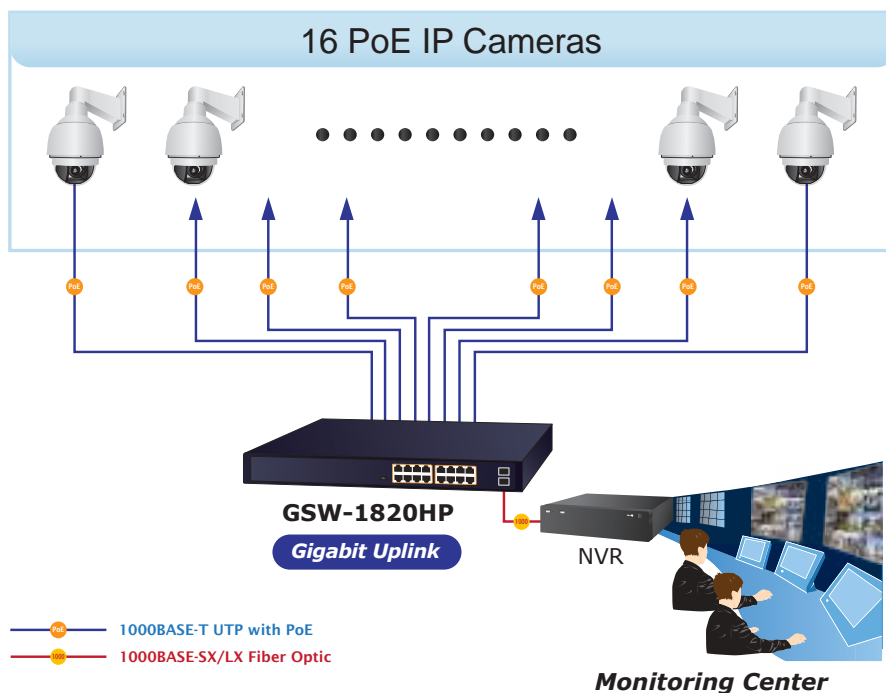 16 PoE IP Cameras
PoE PoE PoE PoE PoE PoE PoE PoE
GSW-1820HP
Gigabit Uplink
1000
NVR
PoE 1000BASE-T UTP with PoE
1000 1000BASE-SX/LX Fiber Optic
Monitoring Center